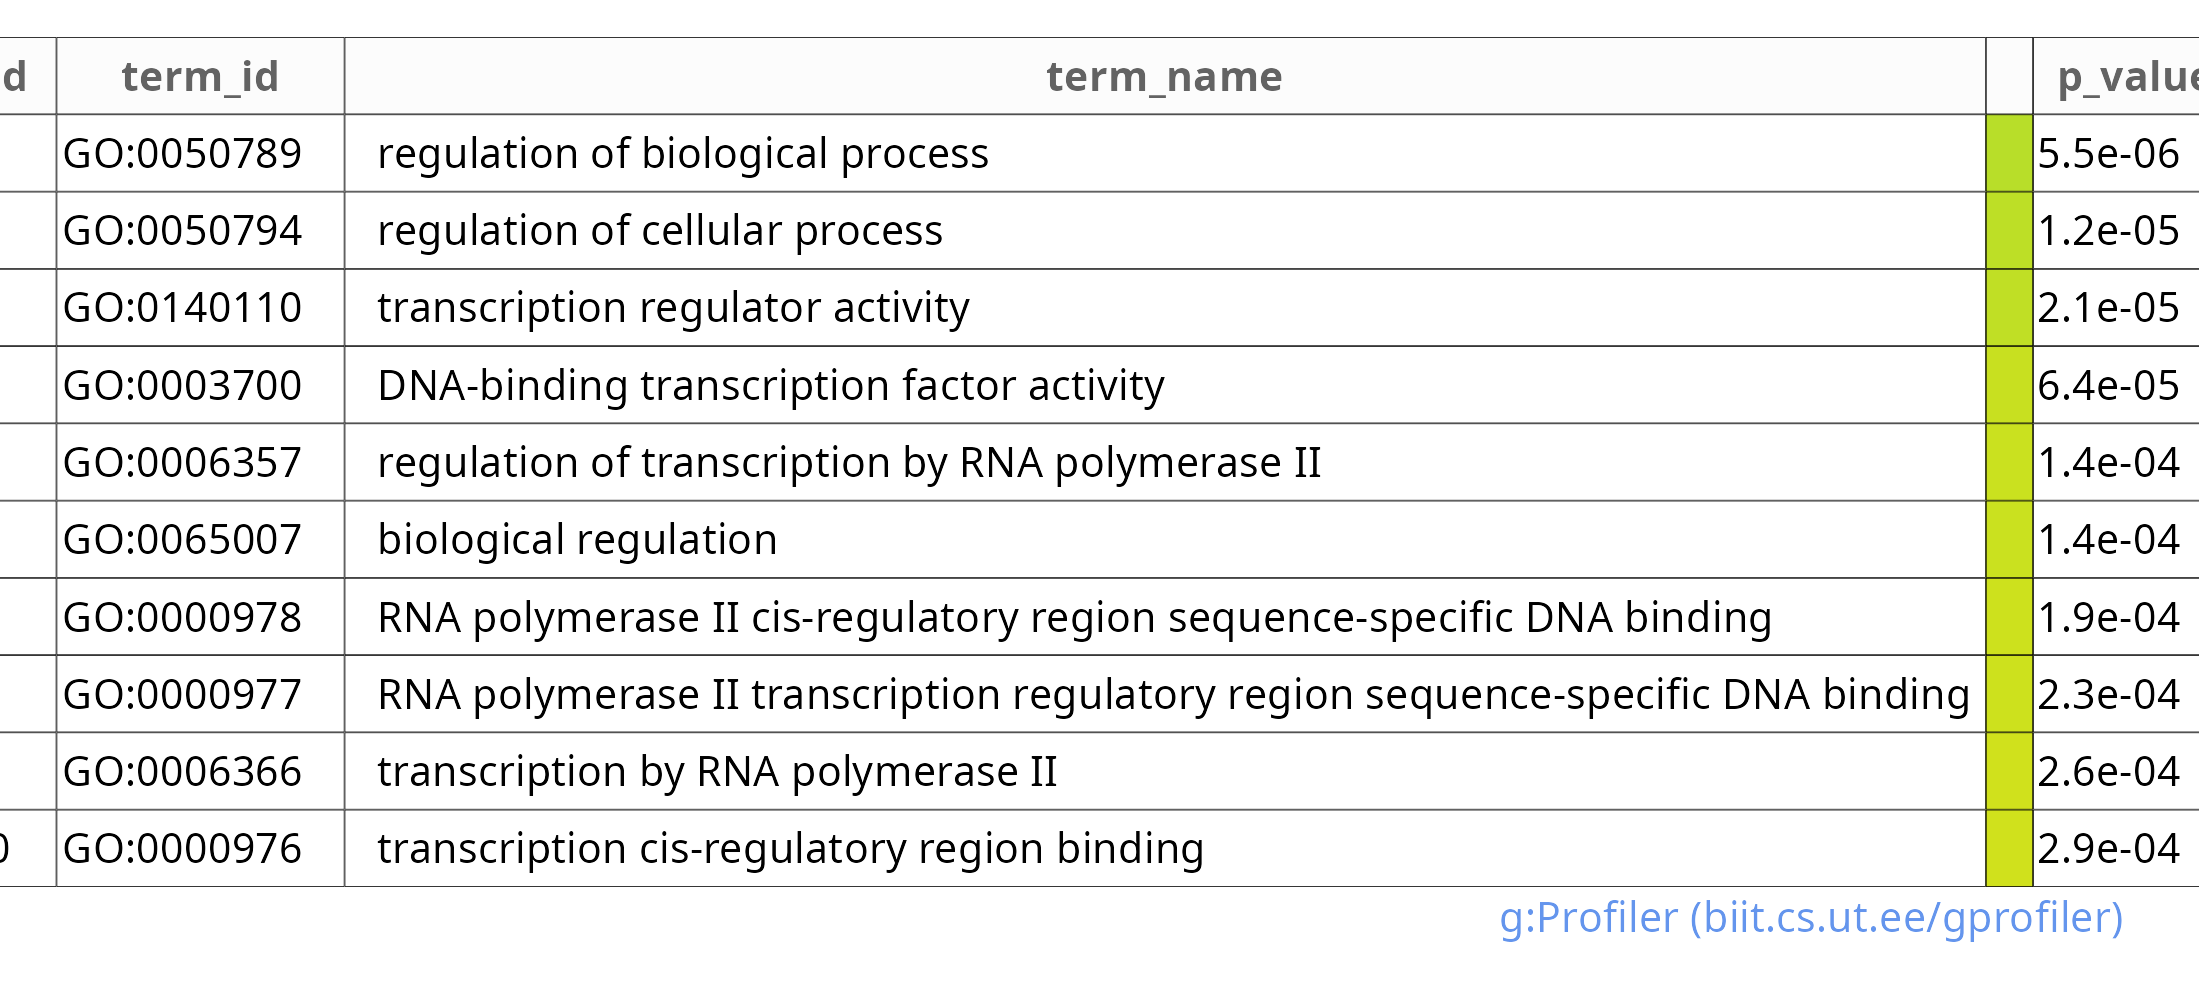 d term_id term_name p_value
GO:0050789 regulation of biological process 5.5e-06
GO:0050794 regulation of cellular process 1.2e-05
GO:0140110 transcription regulator activity 2.1e-05
GO:0003700 DNA-binding transcription factor activity 6.4e-05
GO:0006357 regulation of transcription by RNA polymerase II 1.4e-04
GO:0065007 biological regulation 1.4e-04
GO:0000978 RNA polymerase II cis-regulatory region sequence-specific DNA binding 1.9e-04
GO:0000977 RNA polymerase II transcription regulatory region sequence-specific DNA binding 2.3e-04
GO:0006366 transcription by RNA polymerase II 2.6e-04
0 GO:0000976 transcription cis-regulatory region binding 2.9e-04
g:Profiler (biit.cs.ut.ee/gprofiler)